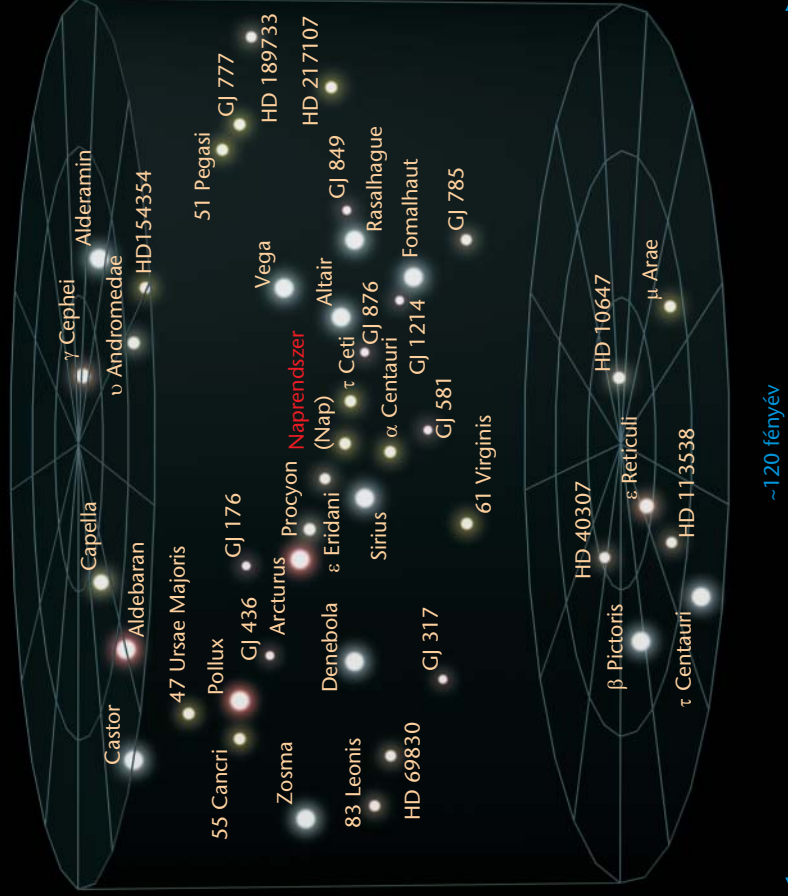 γ Cephei
Alderamin
υ Andromedae
HD154354
Capella
Aldebaran
Castor
51 Pegasi
GJ 777
HD 189733
HD 217107
GJ 849
Rasalhague
Vega
Altair
Fomalhaut
GJ 785
GJ 876
GJ 1214
Naprendszer
(Nap)
τ Ceti
α Centauri
GJ 581
Procyon
ε Eridani
Sirius
61 Virginis
GJ 176
Arcturus
GJ 436
47 Ursae Majoris
Pollux
55 Cancri
Denebola
GJ 317
Zosma
83 Leonis
HD 69830
HD 10647
μ Arae
ε Reticuli
HD 113538
HD 40307
β Pictoris
τ Centauri
~120 fényév